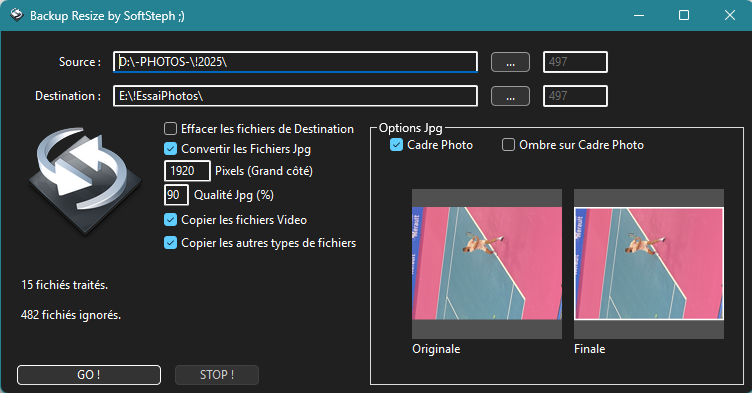 Backup Resize by SoftSteph ;)
Source :
D:\-PHOTOS-\!2025\
...
497
Destination :
E:\!EssaiPhotos\
...
497
Effacer les fichiers de Destination
Convertir les Fichiers Jpg
1920 Pixels (Grand côté)
90 Qualité Jpg (%)
Copier les fichiers Video
Copier les autres types de fichiers
15 fichiés traités.
482 fichiés ignorés.
GO !
STOP !
Options Jpg
Cadre Photo
Ombre sur Cadre Photo
Hérault
Hérault
Originale
Finale